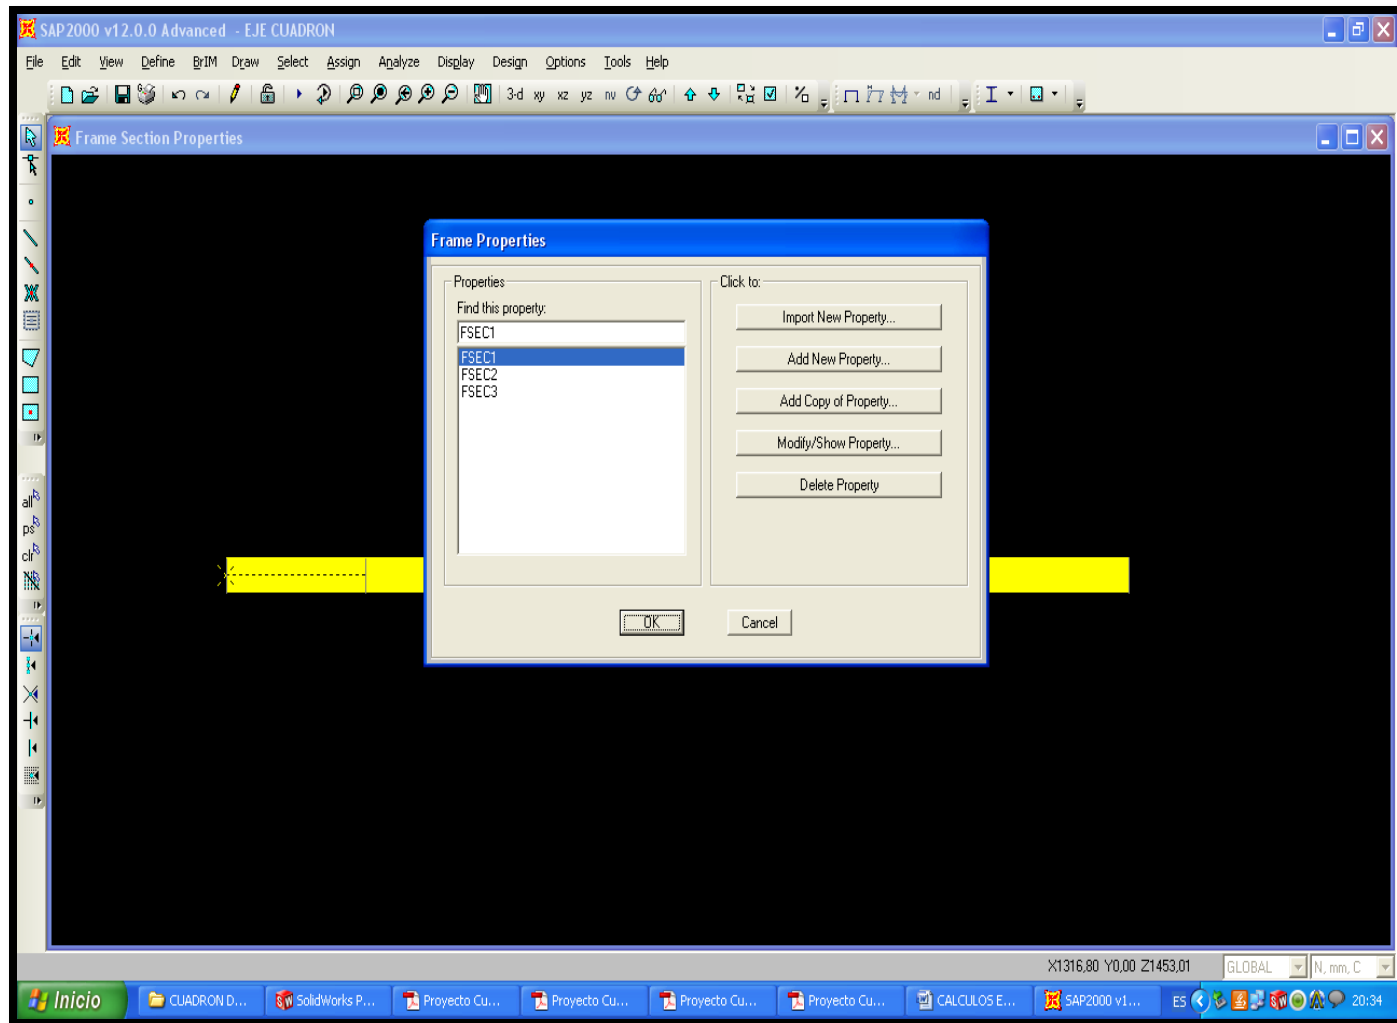 SAP2000 v12.0.0 Advanced - EJE CUADRON
File Edit View Define BrIM Draw Select Assign Analyze Display Design Options Tools Help
3-d xy xz yz nv nd
Frame Section Properties
Frame Properties
Properties
Find this property:
FSEC1
FSEC1
FSEC2
FSEC3
Click to:
Import New Property...
Add New Property...
Add Copy of Property...
Modify/Show Property...
Delete Property
OK Cancel
all
ps
clr
X1316,80 Y0,00 Z1453,01 GLOBAL N, mm, C
Inicio CUADRON D... SolidWorks P... Proyecto Cu... Proyecto Cu... Proyecto Cu... Proyecto Cu... CALCULOS E... SAP2000 v1... ES 20:34